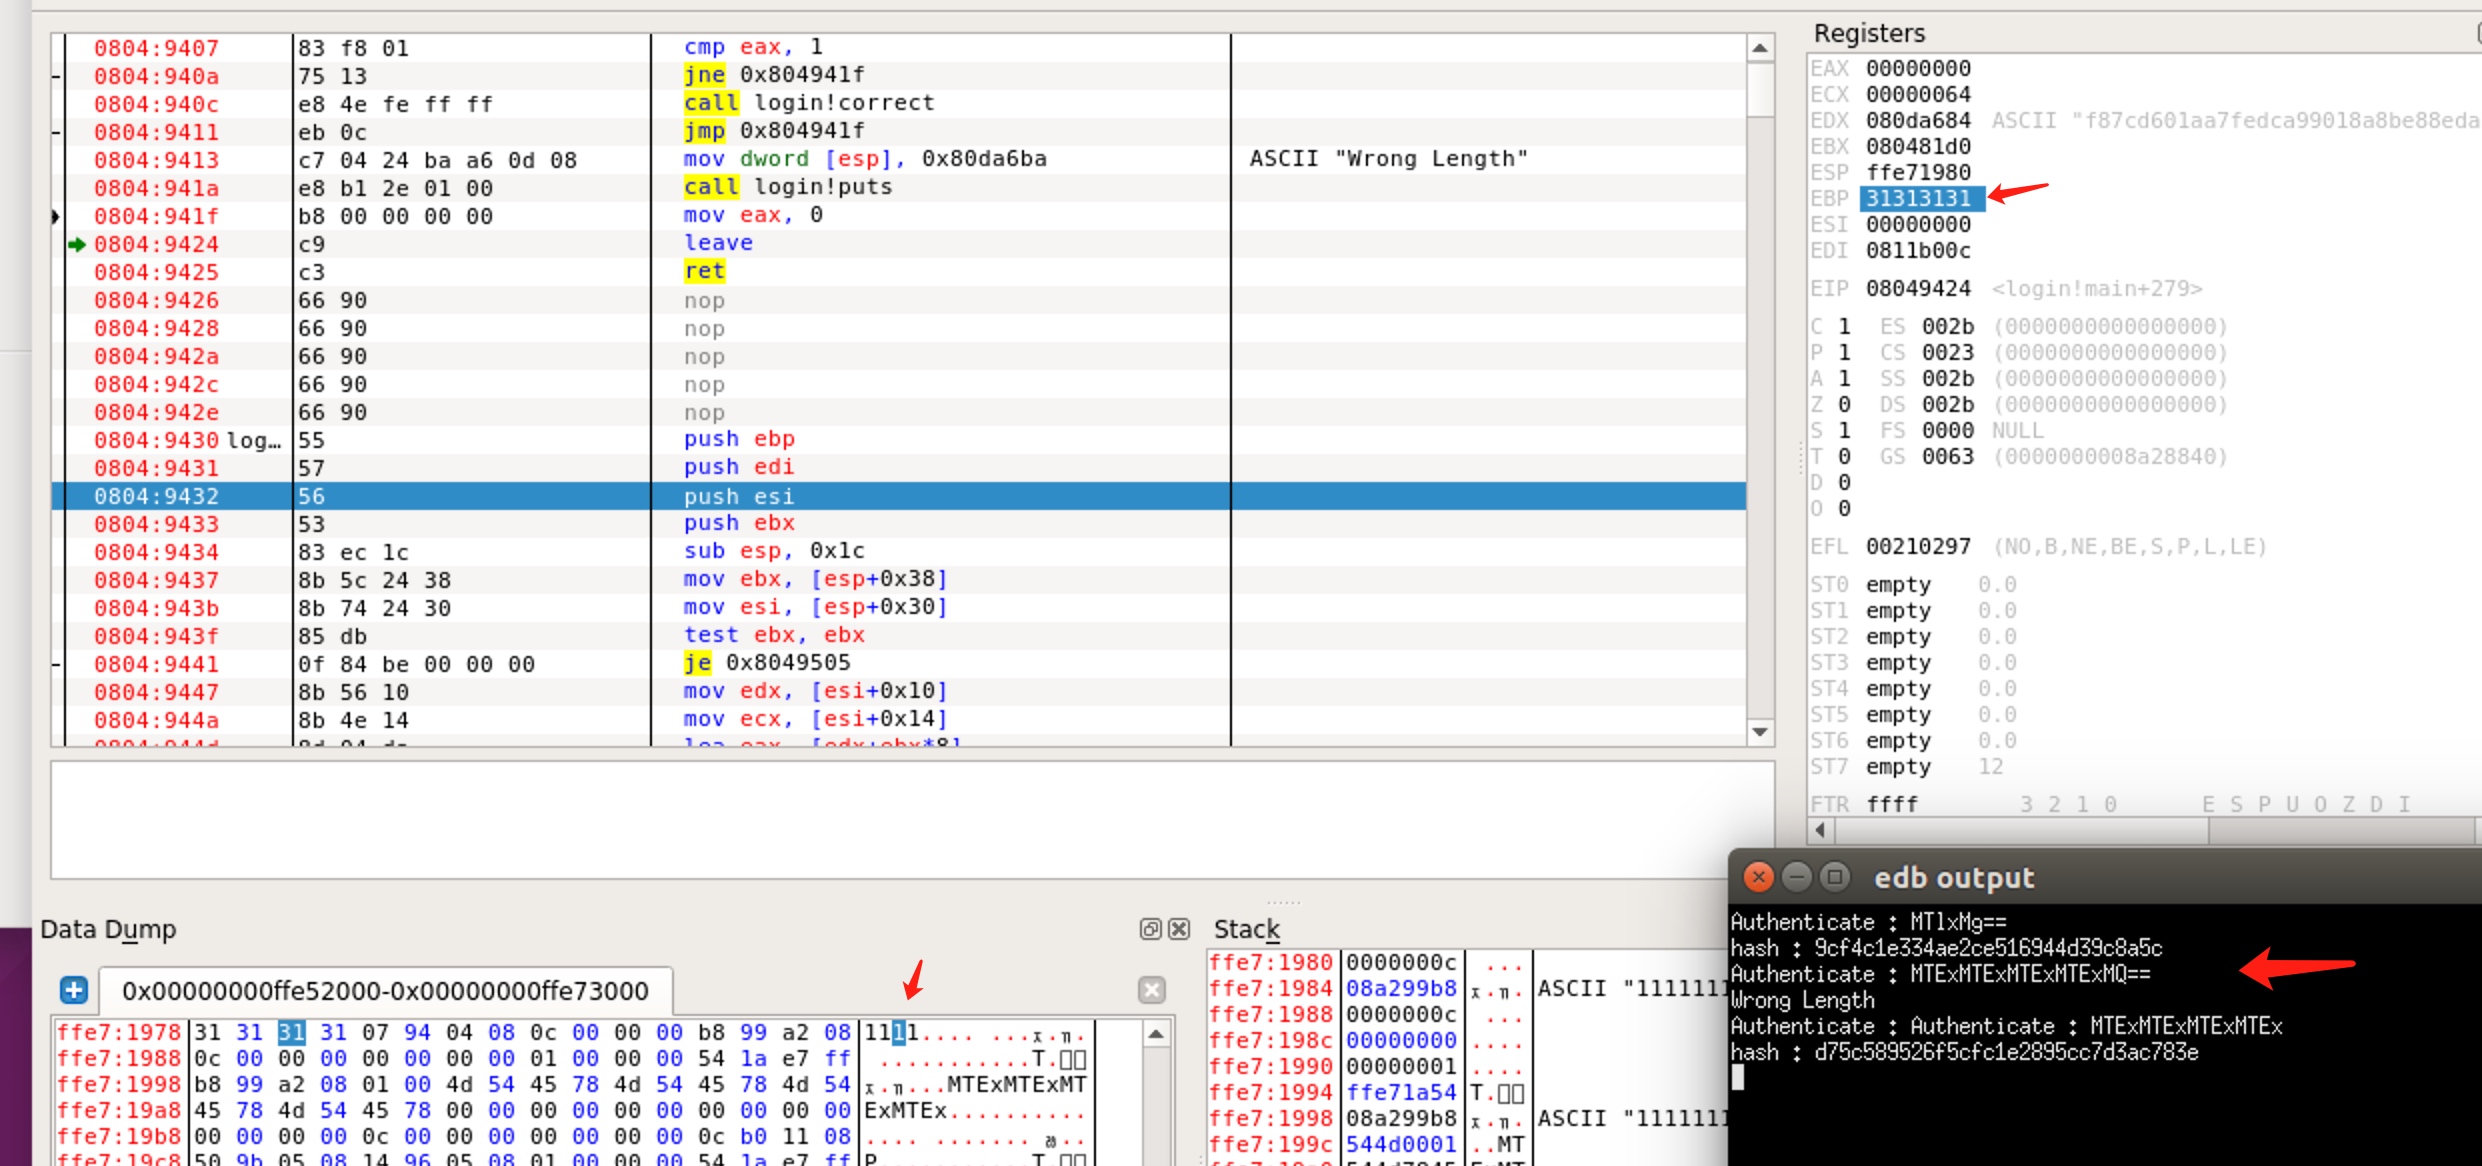 Registers
0804:9407 83 f8 01 cmp eax, 1
0804:940a 75 13 jne 0x804941f
0804:940c e8 4e fe ff ff call login!correct
0804:9411 eb 0c jmp 0x804941f
0804:9413 c7 04 24 ba a6 0d 08 mov dword [esp], 0x80da6ba ASCII "Wrong Length"
0804:941a e8 b1 2e 01 00 call login!puts
0804:941f b8 00 00 00 00 mov eax, 0
0804:9424 c9 leave
0804:9425 c3 ret
0804:9426 66 90 nop
0804:9428 66 90 nop
0804:942a 66 90 nop
0804:942c 66 90 nop
0804:942e 66 90 nop
0804:9430 log… 55 push ebp
0804:9431 57 push edi
0804:9432 56 push esi
0804:9433 53 push ebx
0804:9434 83 ec 1c sub esp, 0x1c
0804:9437 8b 5c 24 38 mov ebx, [esp+0x38]
0804:943b 8b 74 24 30 mov esi, [esp+0x30]
0804:943f 85 db test ebx, ebx
0804:9441 0f 84 be 00 00 00 je 0x8049505
0804:9447 8b 56 10 mov edx, [esi+0x10]
0804:944a 8b 4e 14 mov ecx, [esi+0x14]
EAX 00000000
ECX 00000064
EDX 080da684 ASCII "f87cd601aa7fedca99018a8be88eda
EBX 080481d0
ESP ffe71980
EBP 31313131
ESI 00000000
EDI 0811b00c
EIP 08049424 <login!main+279>
C 1 ES 002b (0000000000000000)
P 1 CS 0023 (0000000000000000)
A 1 SS 002b (0000000000000000)
Z 0 DS 002b (0000000000000000)
S 1 FS 0000 NULL
T 0 GS 0063 (0000000008a28840)
D 0
O 0
EFL 00210297 (NO,B,NE,BE,S,P,L,LE)
ST0 empty 0.0
ST1 empty 0.0
ST2 empty 0.0
ST3 empty 0.0
ST4 empty 0.0
ST5 empty 0.0
ST6 empty 0.0
ST7 empty 12
FTR ffff 3 2 1 0 E S P U O Z D I
Data Dump
0x00000000ffe52000-0x00000000ffe73000
ffe7:1978 31 31 31 31 07 94 04 08 0c 00 00 00 b8 99 a2 08 1111.... ...x.n.
ffe7:1988 0c 00 00 00 00 00 00 00 01 00 00 00 54 1a e7 ff ............T.
ffe7:1998 b8 99 a2 08 01 00 4d 54 45 78 4d 54 45 78 4d 54 x.n...MTExMTExMT
ffe7:19a8 45 78 4d 54 45 78 00 00 00 00 00 00 00 00 00 00 ExMTEx..........
ffe7:19b8 00 00 00 00 0c 00 00 00 00 00 00 00 0c b0 11 08
ffe7:19c8 50 9b 05 08 14 96 05 08 01 00 00 00 54 1a e7 ff P...........T.
Stack
ffe7:1980 0000000c ...
ffe7:1984 08a299b8 x.n. ASCII "1111111
ffe7:1988 0000000c ...
ffe7:198c 00000000 ....
ffe7:1990 00000001 ...
ffe7:1994 ffe71a54 T.
ffe7:1998 08a299b8 x.n. ASCII "1111111
ffe7:199c 544d0001 ..MT
edb output
Authenticate : MTlxMg==
hash : 9cf4c1e334ae2ce516944d39c8a5c
Authenticate : MTExMTExMTExMTExMQ==
Wrong Length
Authenticate : Authenticate : MTExMTExMTExMTEx
hash : d75c589526f5cfc1e2895cc7d3ac783e